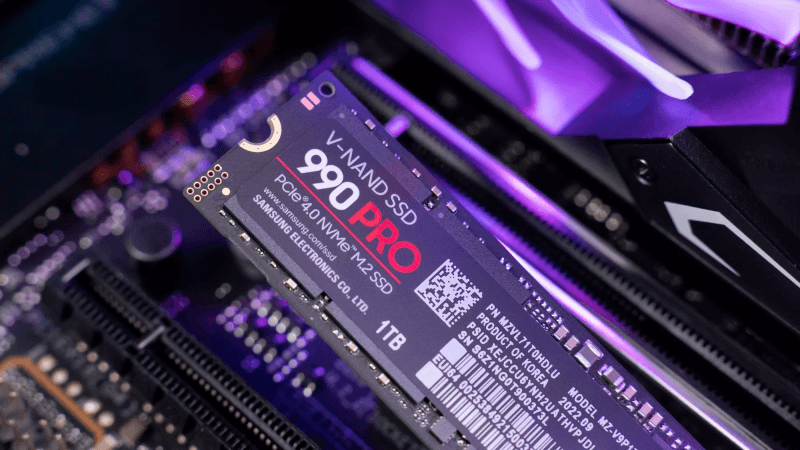 V-NAND SSD
990 PRO
PCIe® 4.0 NVMe™ M.2 SSD
www.samsung.com/ssd
SAMSUNG ELECTRONICS CO., LTD.
1TB
MODEL MZ-V9P1
PN MZVL71T0HDLU
PRODUCT OF KOREA 2022.09